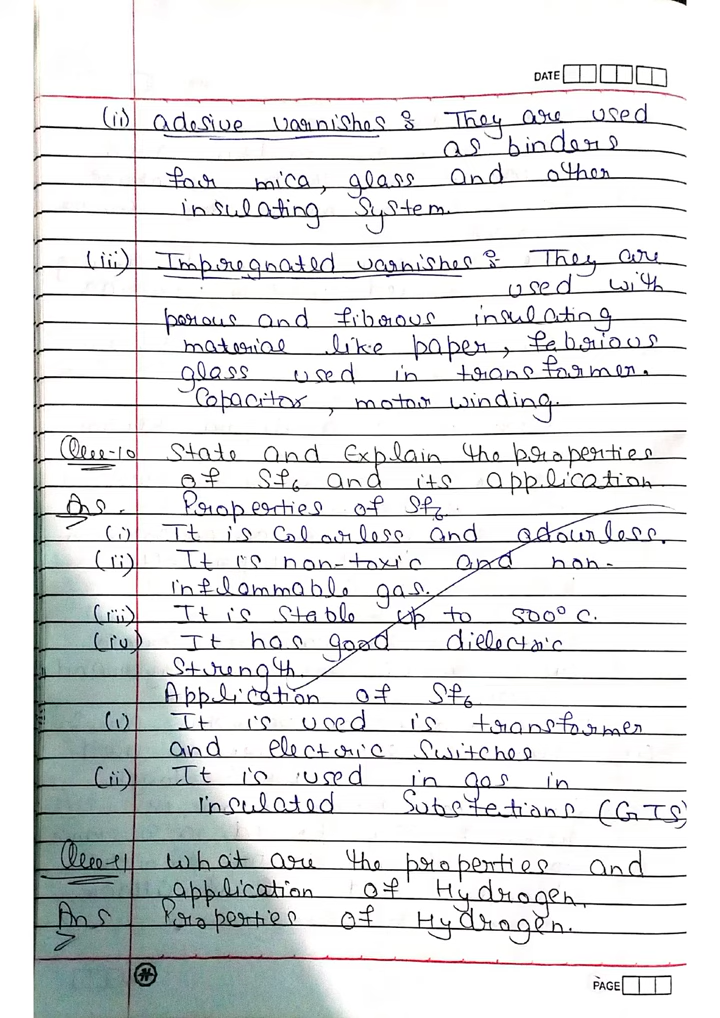 DATE
(ii) adesive varnishes : They are used
as binders
for mica, glass and other
insulating System.
(iii) Impregnated varnishes : They are
used with
porous and fibrous insulating
material like paper, febrious
glass used in transformer.
Capacitor, motor winding.
Que-10 State and Explain the properties
of Sf6 and its application
Ans. Properties of Sf6
(i) It is Colourless and odourless.
(ii) It is non-toxic and non-
inflammable gas.
(iii) It is Stable up to 500° c.
(iv) It has good dielectric
Strength.
Application of Sf6
(i) It is used is transformer
and electric Switches
(ii) It is used in gas in
insulated Substations (GIS)
Que-11 What are the properties and
application of Hydrogen.
Ans Properties of Hydrogen.
PAGE